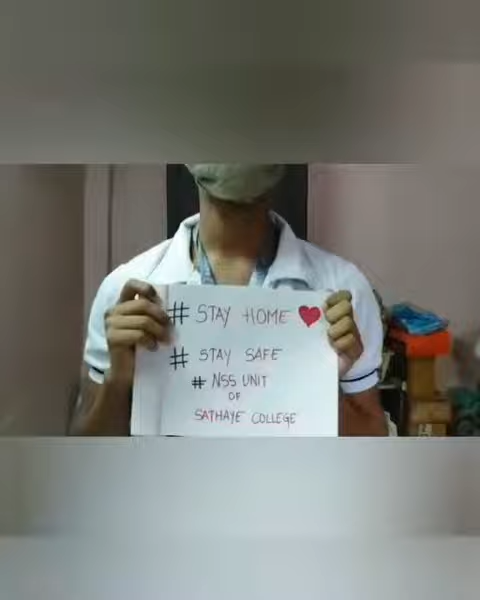 # STAY HOME ❤
# STAY SAFE
# NSS UNIT
OF
SATHAYE COLLEGE